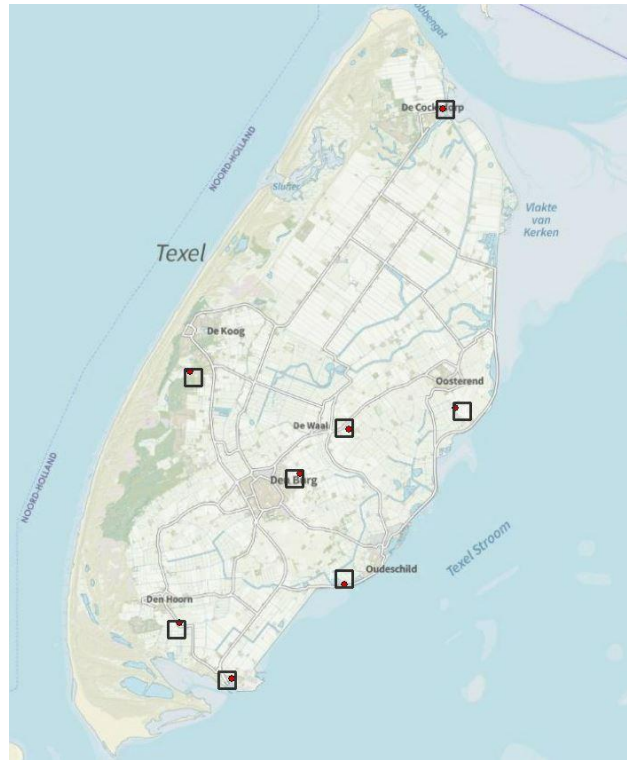 De Cocksdorp
NOORD-HOLLAND
Slufter
Vlakte
van
Kerken
Texel
De Koog
Oosterend
De Waal
Den Burg
NOORD-HOLLAND
Texel Stroom
Oudeschild
Den Hoorn